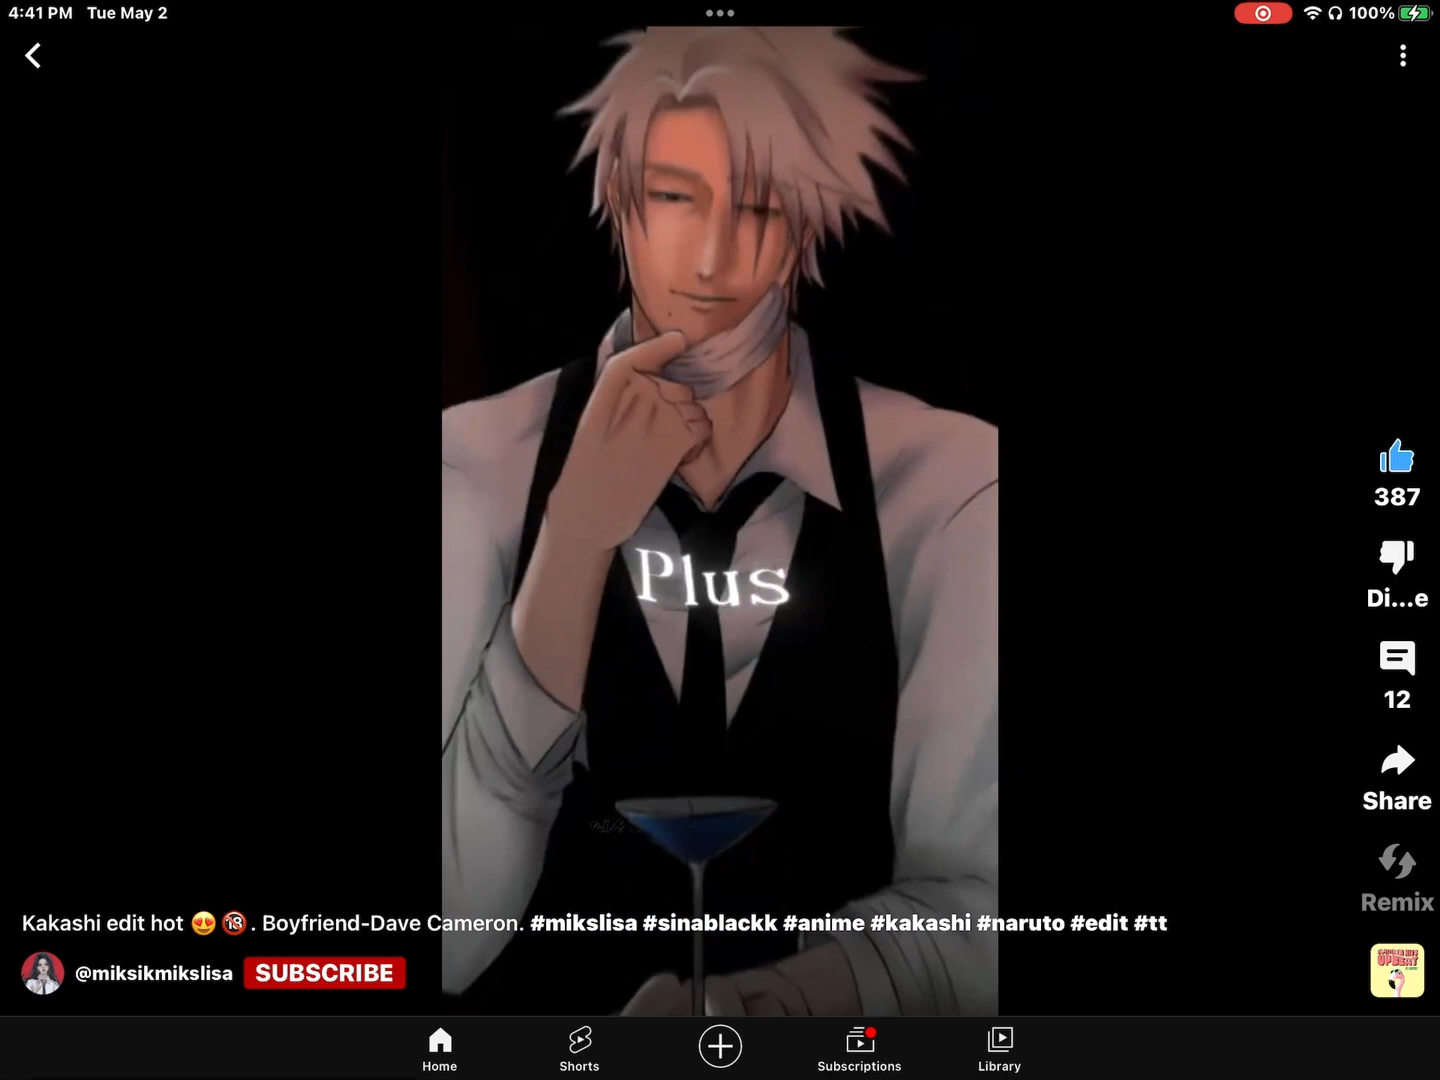 4:41 PM Tue May 2
100%
Plus
387
Di...e
12
Share
Remix
Kakashi edit hot 😍 🔞. Boyfriend-Dave Cameron. #mikslisa #sinablackk #anime #kakashi #naruto #edit #tt
@miksikmikslisa SUBSCRIBE
UPBEAT
Home Shorts Subscriptions Library